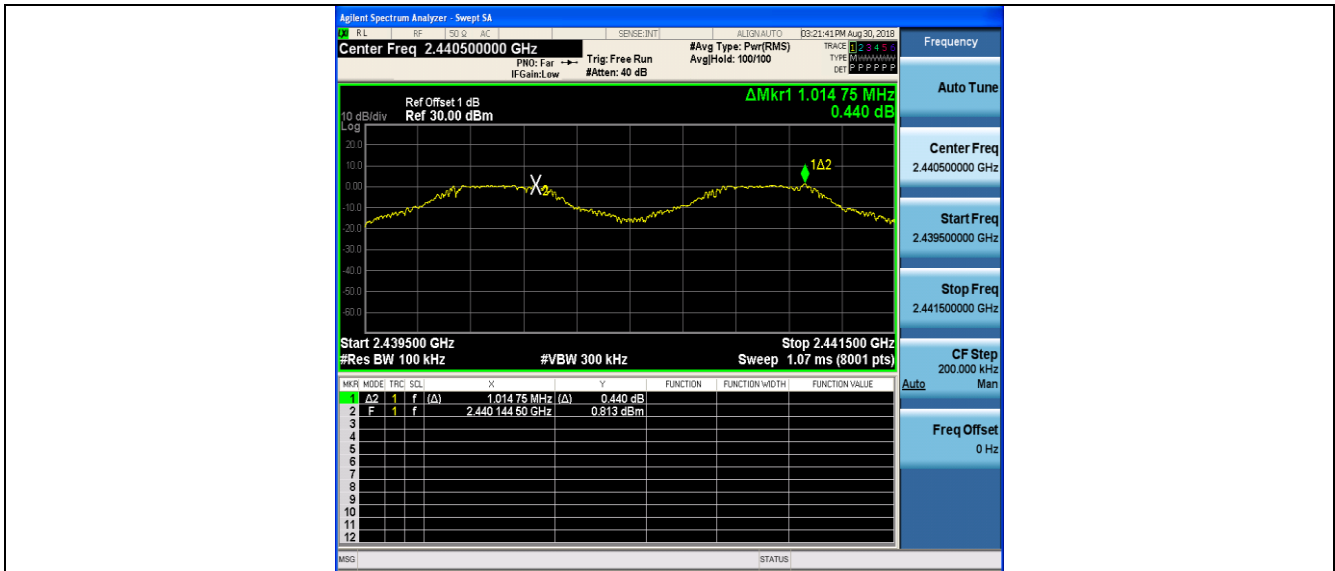 Agilent Spectrum Analyzer - Swept SA
LXI RL RF 50 Ω AC SENSE:INT ALIGN AUTO 03:21:41 PM Aug 30, 2018
Center Freq 2.440500000 GHz
PNO: Far
IFGain:Low
Trig: Free Run
#Atten: 40 dB
#Avg Type: Pwr(RMS)
Avg|Hold: 100/100
TRACE 1 2 3 4 5 6
TYPE M
DET P P P P P P
ΔMkr1 1.014 75 MHz
0.440 dB
Ref Offset 1 dB
10 dB/div Ref 30.00 dBm
Log
20.0
10.0
0.00
-10.0
-20.0
-30.0
-40.0
-50.0
-60.0
1Δ2
2
Start 2.439500 GHz Stop 2.441500 GHz
#Res BW 100 kHz #VBW 300 kHz Sweep 1.07 ms (8001 pts)
MKR MODE TRC SCL X Y FUNCTION FUNCTION WIDTH FUNCTION VALUE
1 Δ2 1 f (Δ) 1.014 75 MHz (Δ) 0.440 dB
2 F 1 f 2.440 144 50 GHz 0.813 dBm
3
4
5
6
7
8
9
10
11
12
MSG STATUS
Frequency
Auto Tune
Center Freq
2.440500000 GHz
Start Freq
2.439500000 GHz
Stop Freq
2.441500000 GHz
CF Step
200.000 kHz
Auto Man
Freq Offset
0 Hz